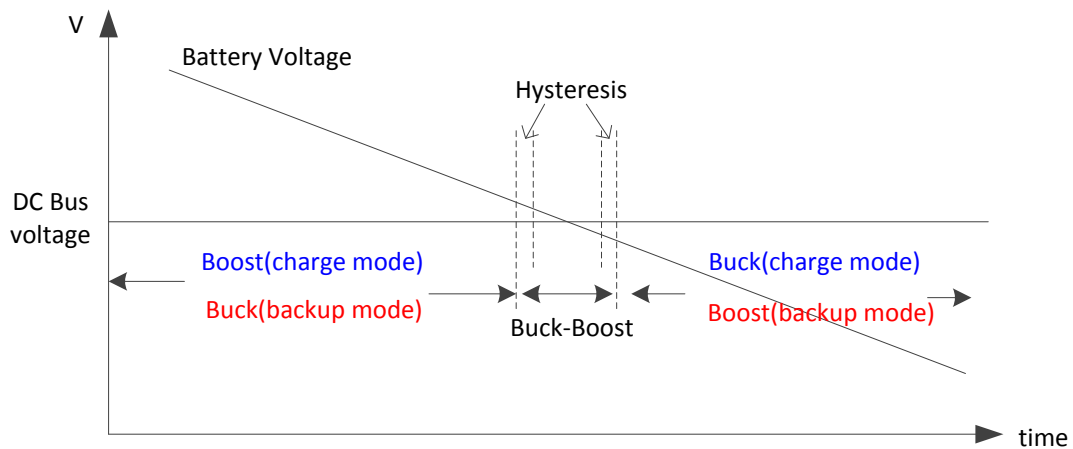 V
Battery Voltage
Hysteresis
DC Bus
voltage
Boost(charge mode)
Buck(charge mode)
Buck(backup mode)
Boost(backup mode)
Buck-Boost
time